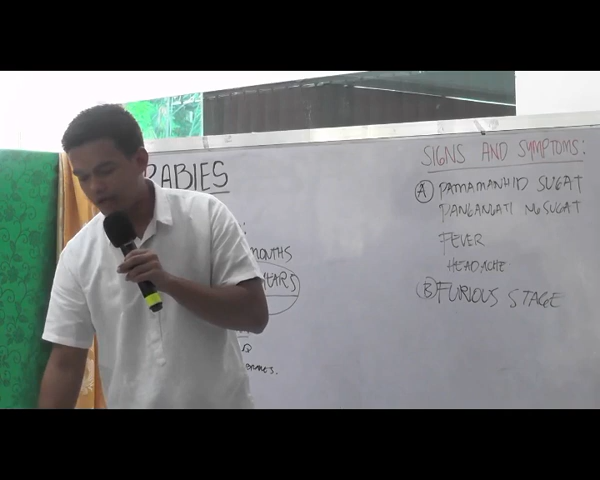 RABIES
MONTHS
YEARS
SIGNS AND SYMPTOMS:
A PAMAMANHID SUGAT
PANGANGATI NG SUGAT
FEVER
HEADACHE
B FURIOUS STAGE